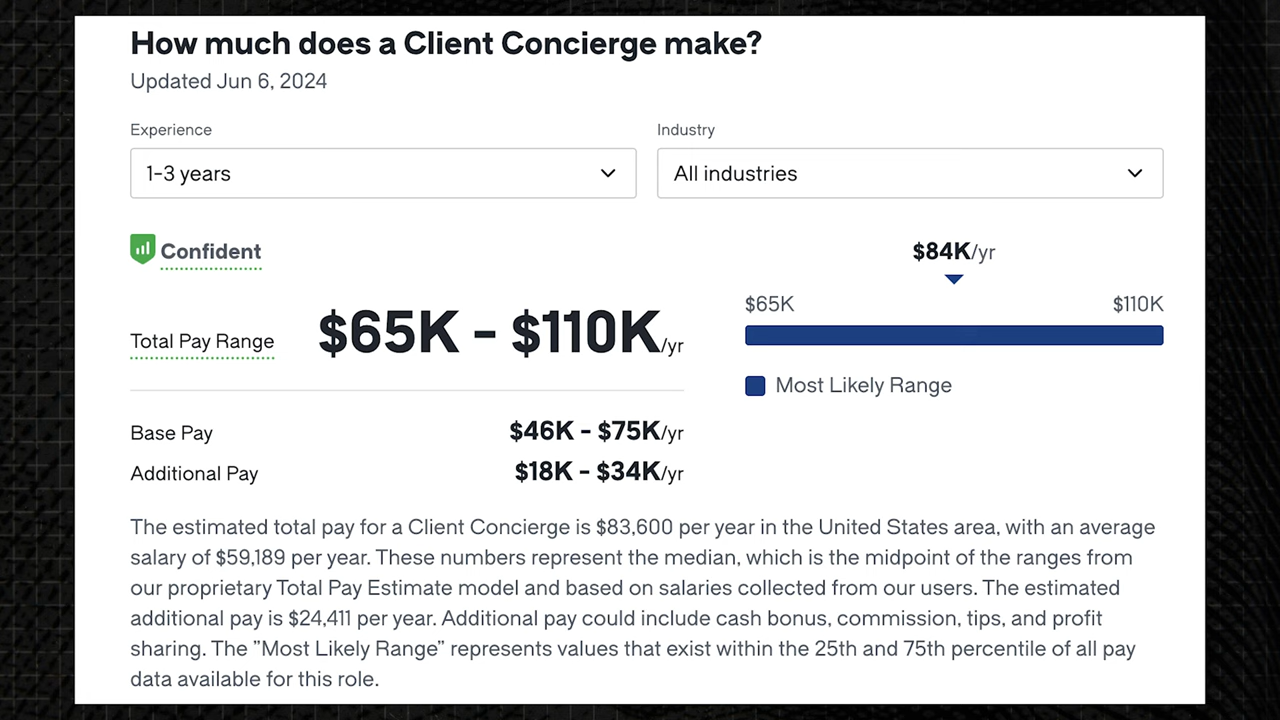 How much does a Client Concierge make?
Updated Jun 6, 2024
Experience
Industry
1-3 years
All industries
Confident
$84K/yr
$65K
$110K
Total Pay Range
$65K - $110K/yr
Most Likely Range
Base Pay
$46K - $75K/yr
Additional Pay
$18K - $34K/yr
The estimated total pay for a Client Concierge is $83,600 per year in the United States area, with an average
salary of $59,189 per year. These numbers represent the median, which is the midpoint of the ranges from
our proprietary Total Pay Estimate model and based on salaries collected from our users. The estimated
additional pay is $24,411 per year. Additional pay could include cash bonus, commission, tips, and profit
sharing. The ”Most Likely Range” represents values that exist within the 25th and 75th percentile of all pay
data available for this role.